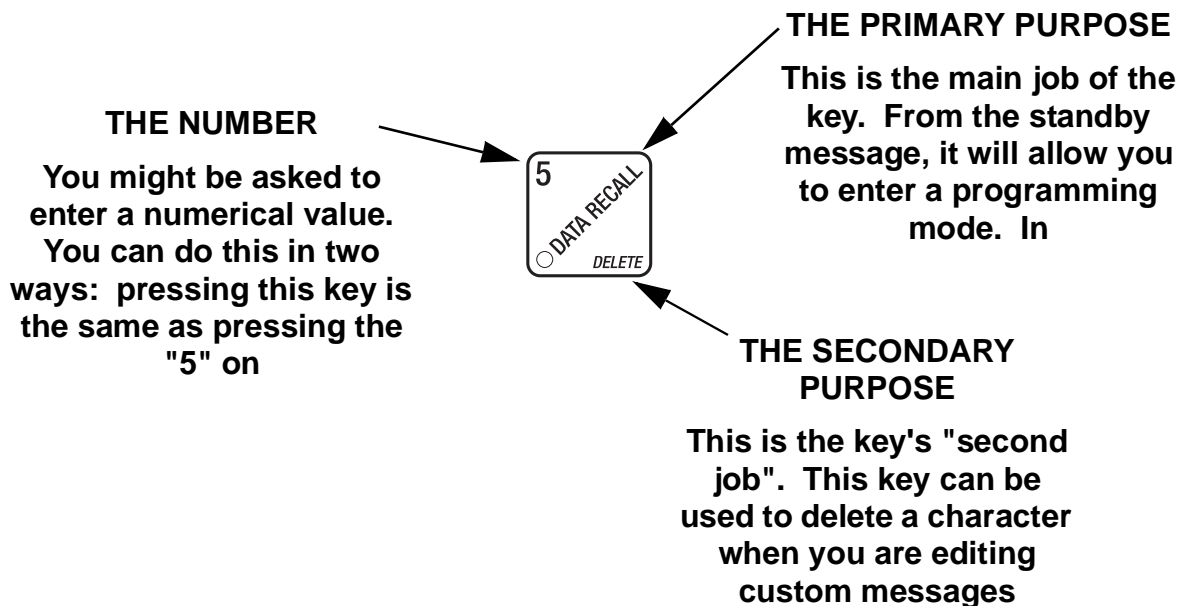 THE PRIMARY PURPOSE
This is the main job of the
key. From the standby
message, it will allow you
to enter a programming
mode. In
THE NUMBER
You might be asked to
enter a numerical value.
You can do this in two
ways: pressing this key is
the same as pressing the
"5" on
5
DATA RECALL
DELETE
THE SECONDARY
PURPOSE
This is the key's "second
job". This key can be
used to delete a character
when you are editing
custom messages